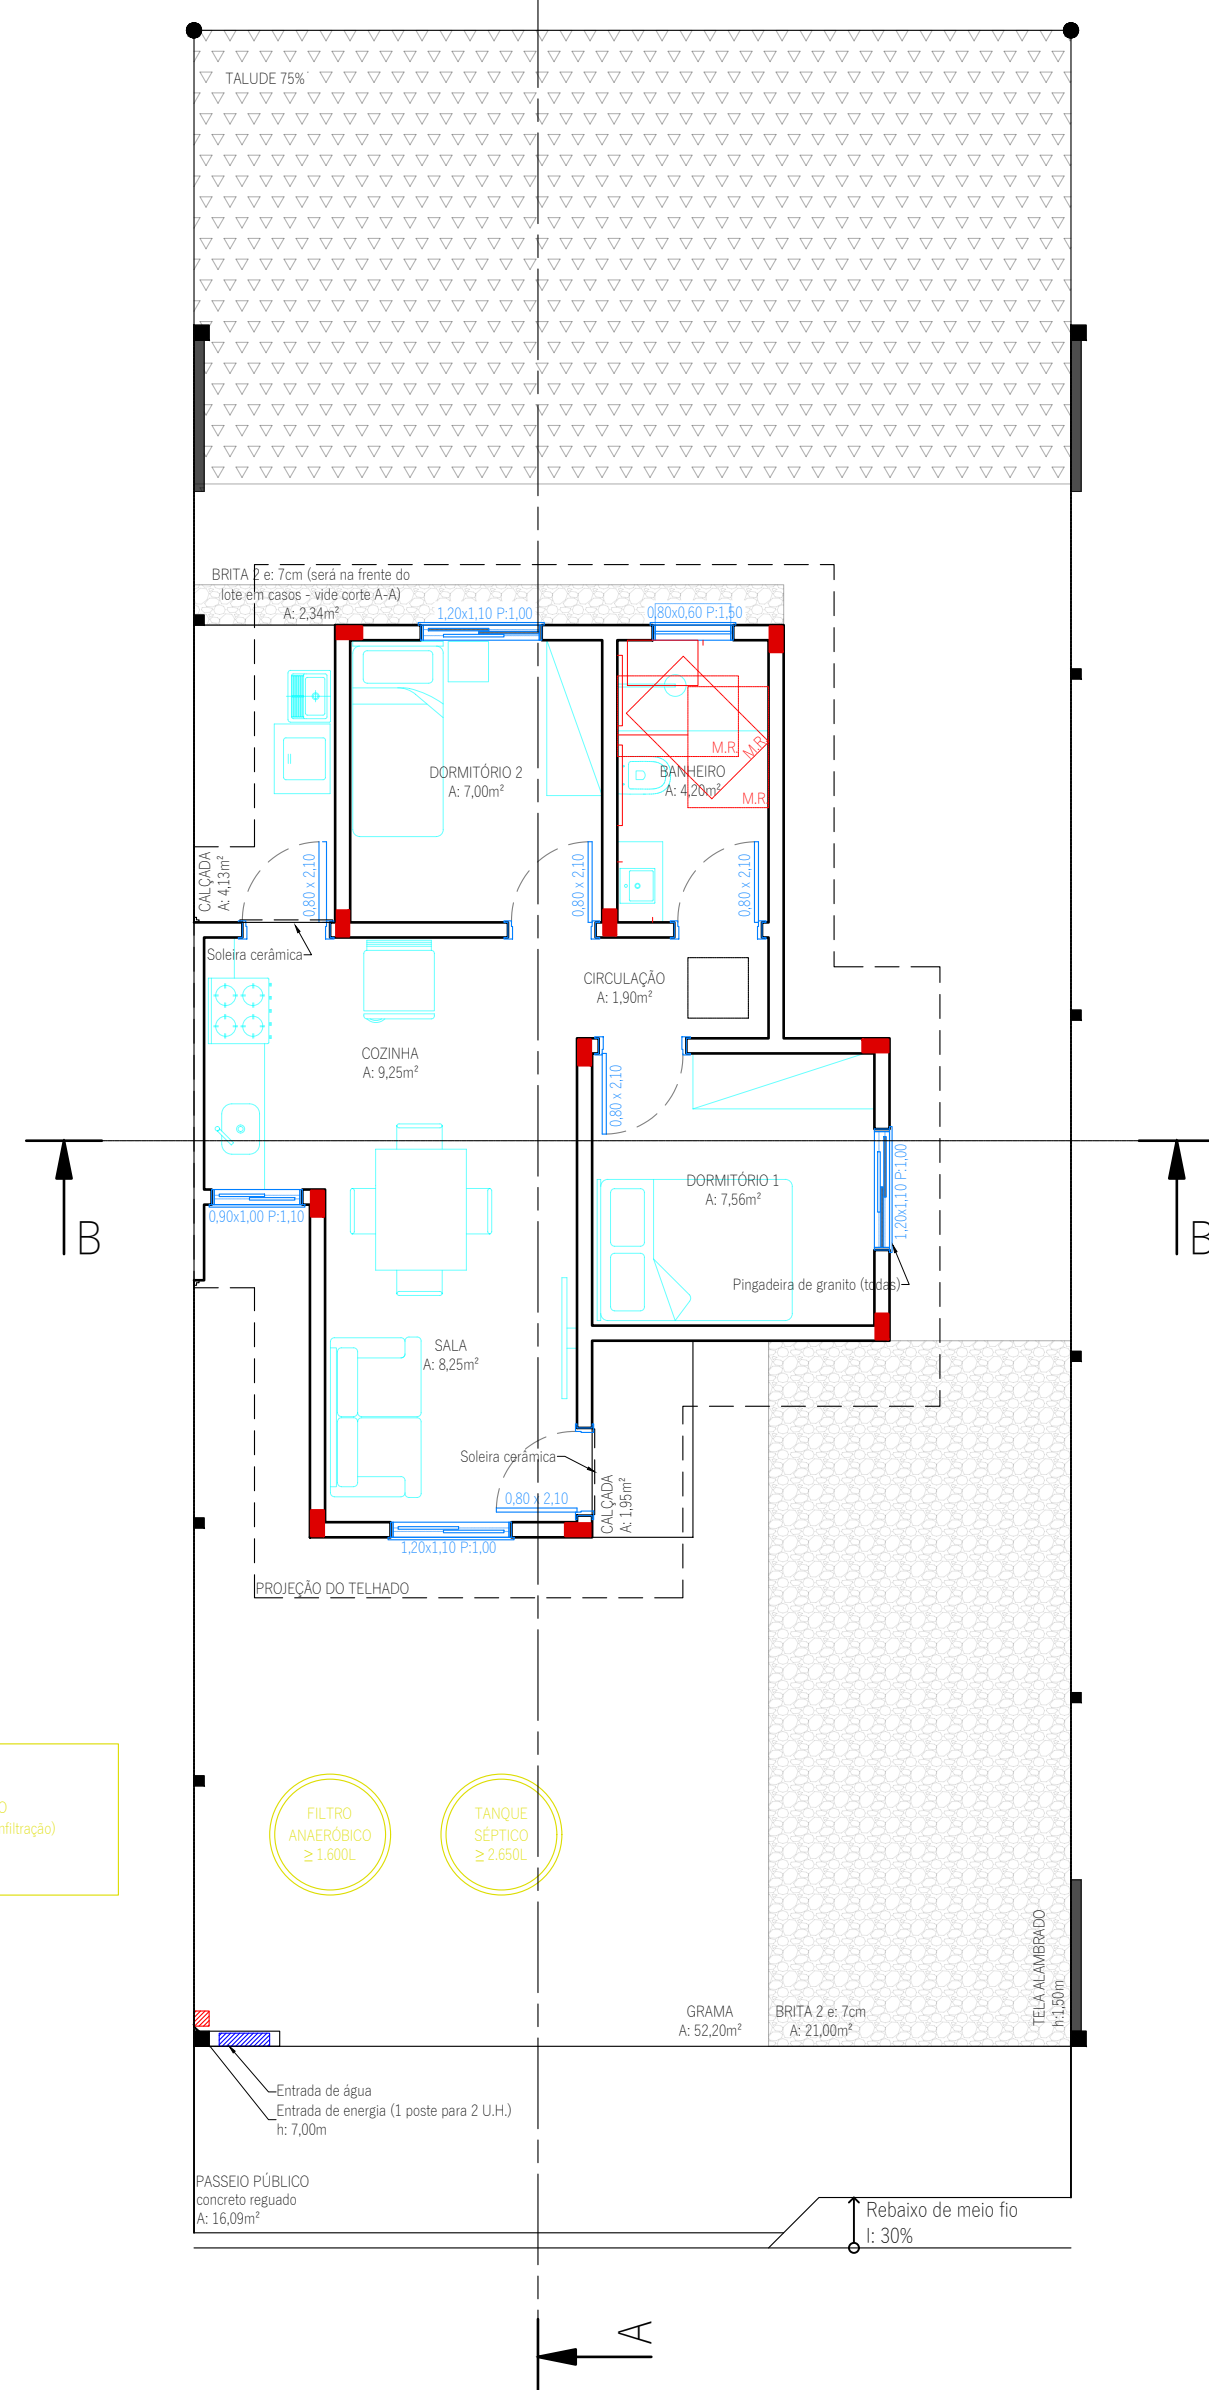 TALUDE 75%
BRITA 2 e: 7cm (será na frente do
lote em casos - vide corte A-A)
A: 2,34m²
1,20x1,10 P:1,00
0,80x0,60 P:1,50
DORMITÓRIO 2
A: 7,00m²
M.R.
M.R.
M.R.
BANHEIRO
A: 4,20m²
CALÇADA
A: 4,13m²
0,80 x 2,10
0,80 x 2,10
0,80 x 2,10
Soleira cerâmica
CIRCULAÇÃO
A: 1,90m²
COZINHA
A: 9,25m²
0,80 x 2,10
B
B
DORMITÓRIO 1
A: 7,56m²
1,20x1,10 P:1,00
0,90x1,00 P:1,10
Pingadeira de granito (todas)
SALA
A: 8,25m²
Soleira cerâmica
0,80 x 2,10
CALÇADA
A: 1,95m²
1,20x1,10 P:1,00
PROJEÇÃO DO TELHADO
O
nfiltração)
FILTRO
ANAERÓBICO
≥ 1.600L
TANQUE
SÉPTICO
≥ 2.650L
TELA ALAMBRADO
h:1,50m
GRAMA
A: 52,20m²
BRITA 2 e: 7cm
A: 21,00m²
Entrada de água
Entrada de energia (1 poste para 2 U.H.)
h: 7,00m
PASSEIO PÚBLICO
concreto reguado
A: 16,09m²
Rebaixo de meio fio
I: 30%
A